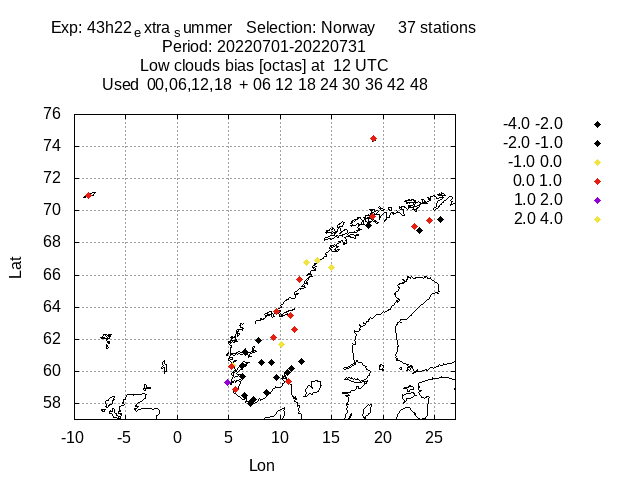 Exp: 43h22extrasummer   Selection: Norway     37 stations
Period: 20220701-20220731
Low clouds bias [octas] at  12 UTC
Used  00,06,12,18  + 06 12 18 24 30 36 42 48
76
74
72
70
68
66
64
62
60
58
-10 -5 0 5 10 15 20 25
Lat
Lon
-4.0 -2.0
-2.0 -1.0
-1.0 0.0
0.0 1.0
1.0 2.0
2.0 4.0